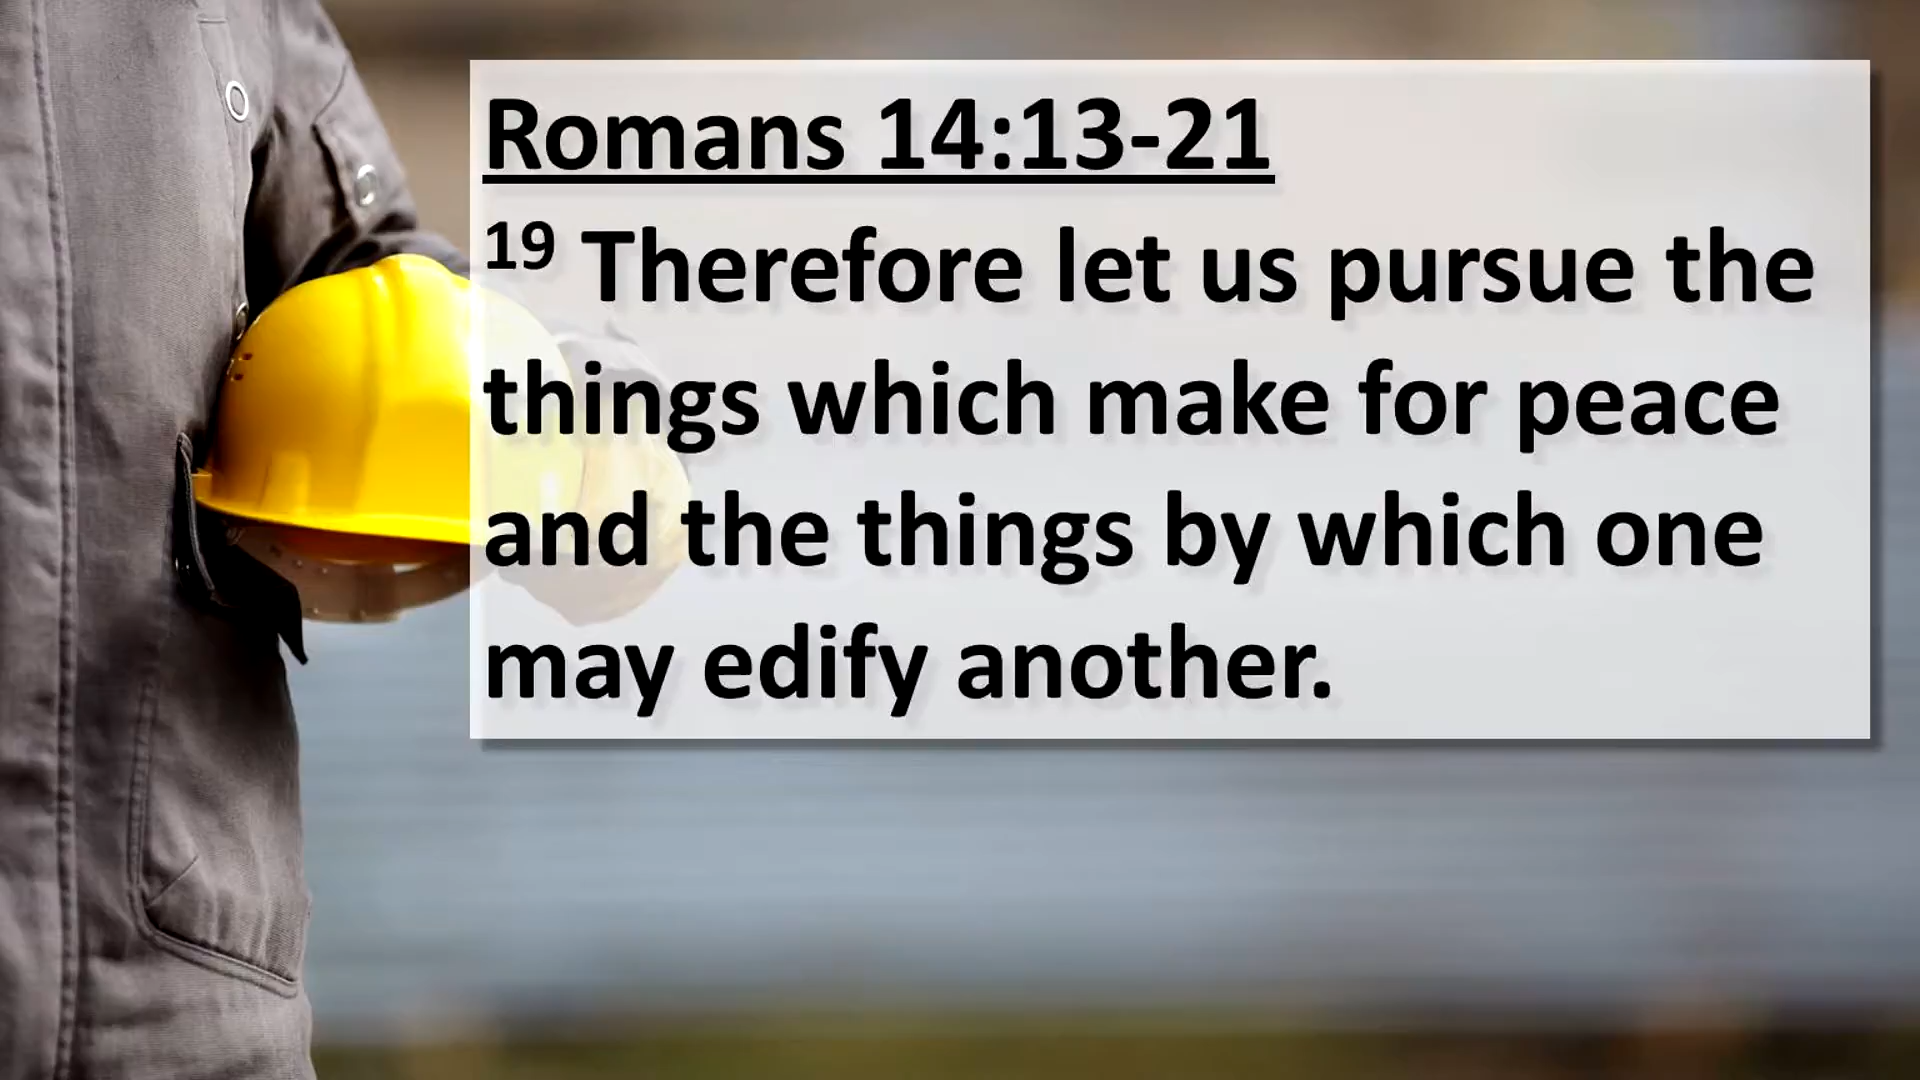 Romans 14:13-21
19 Therefore let us pursue the
things which make for peace
and the things by which one
may edify another.